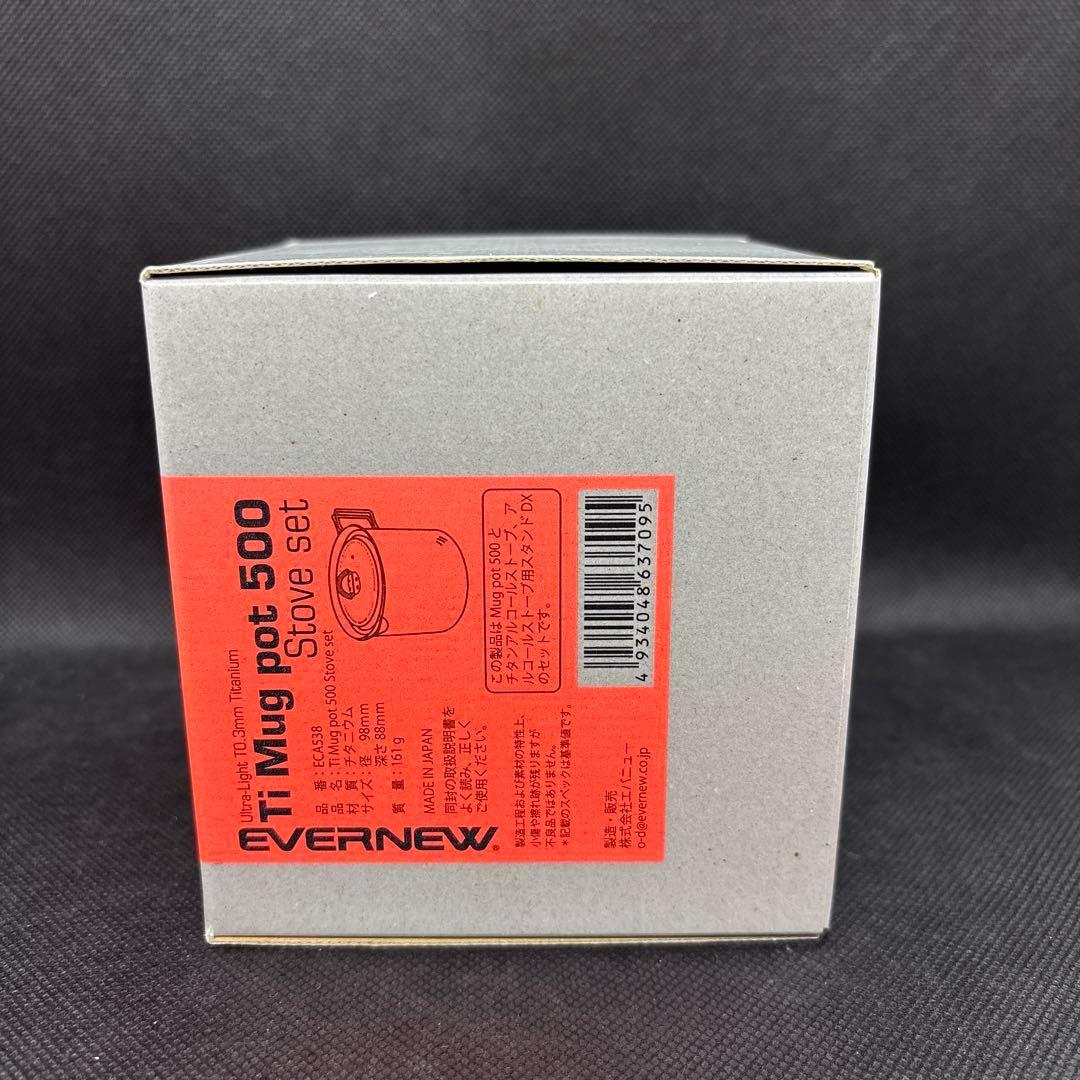 Ultra-Light T0.3mm Titanium
Ti Mug pot 500
Stove set
品　番：ECA538
品　名：Ti Mug pot 500 Stove set
材　質：チタニウム
サイズ：径　98mm
深さ 88mm
質　量：161 g
MADE IN JAPAN
同封の取扱説明書を
よく読み、正しく
ご使用ください。
EVERNEW®
この製品は Mug pot 500 と
チタンアルコールストーブ、ア
ルコールストーブ用スタンド DX
のセットです。
製造工程および素材の特性上、
小傷や擦れ跡が残りますが
不良品ではありません。
＊記載のスペックは基準値です。
製造・販売
株式会社エバニュー
o-d@evernew.co.jp
4 934048 637095